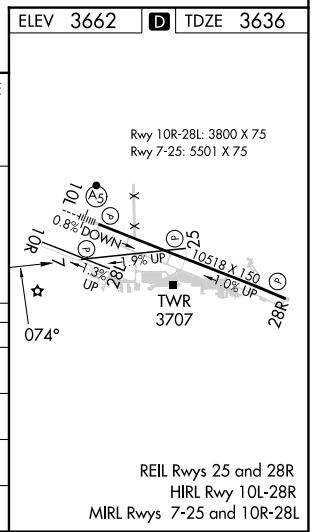 ELEV 3662 D TDZE 3636
Rwy 10R-28L: 3800 X 75
Rwy 7-25: 5501 X 75
10L
A5
P
0.8% DOWN
10R
P
7
1.3%
UP
28L
1.9% UP
P
25
10518 X 150
1.0% UP
P
28R
TWR
3707
074°
REIL Rwys 25 and 28R
HIRL Rwy 10L-28R
MIRL Rwys 7-25 and 10R-28L